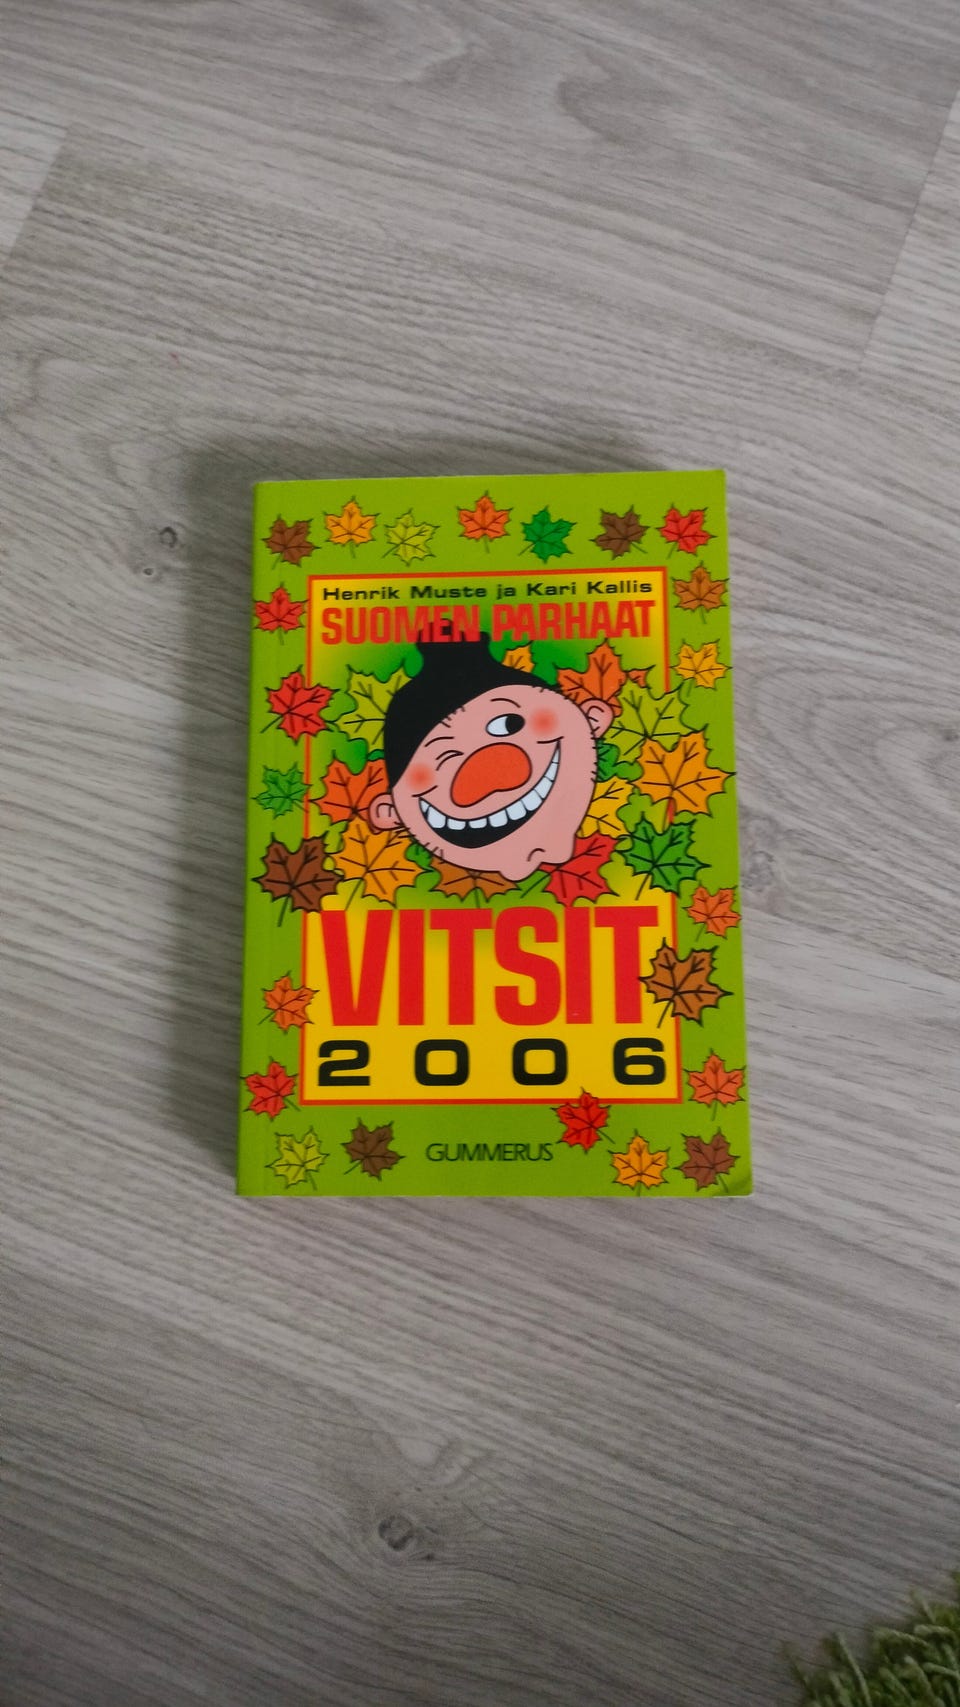 Henrik Muste ja Kari Kallis
SUOMEN PARHAAT
VITSIT
2006
GUMMERUS